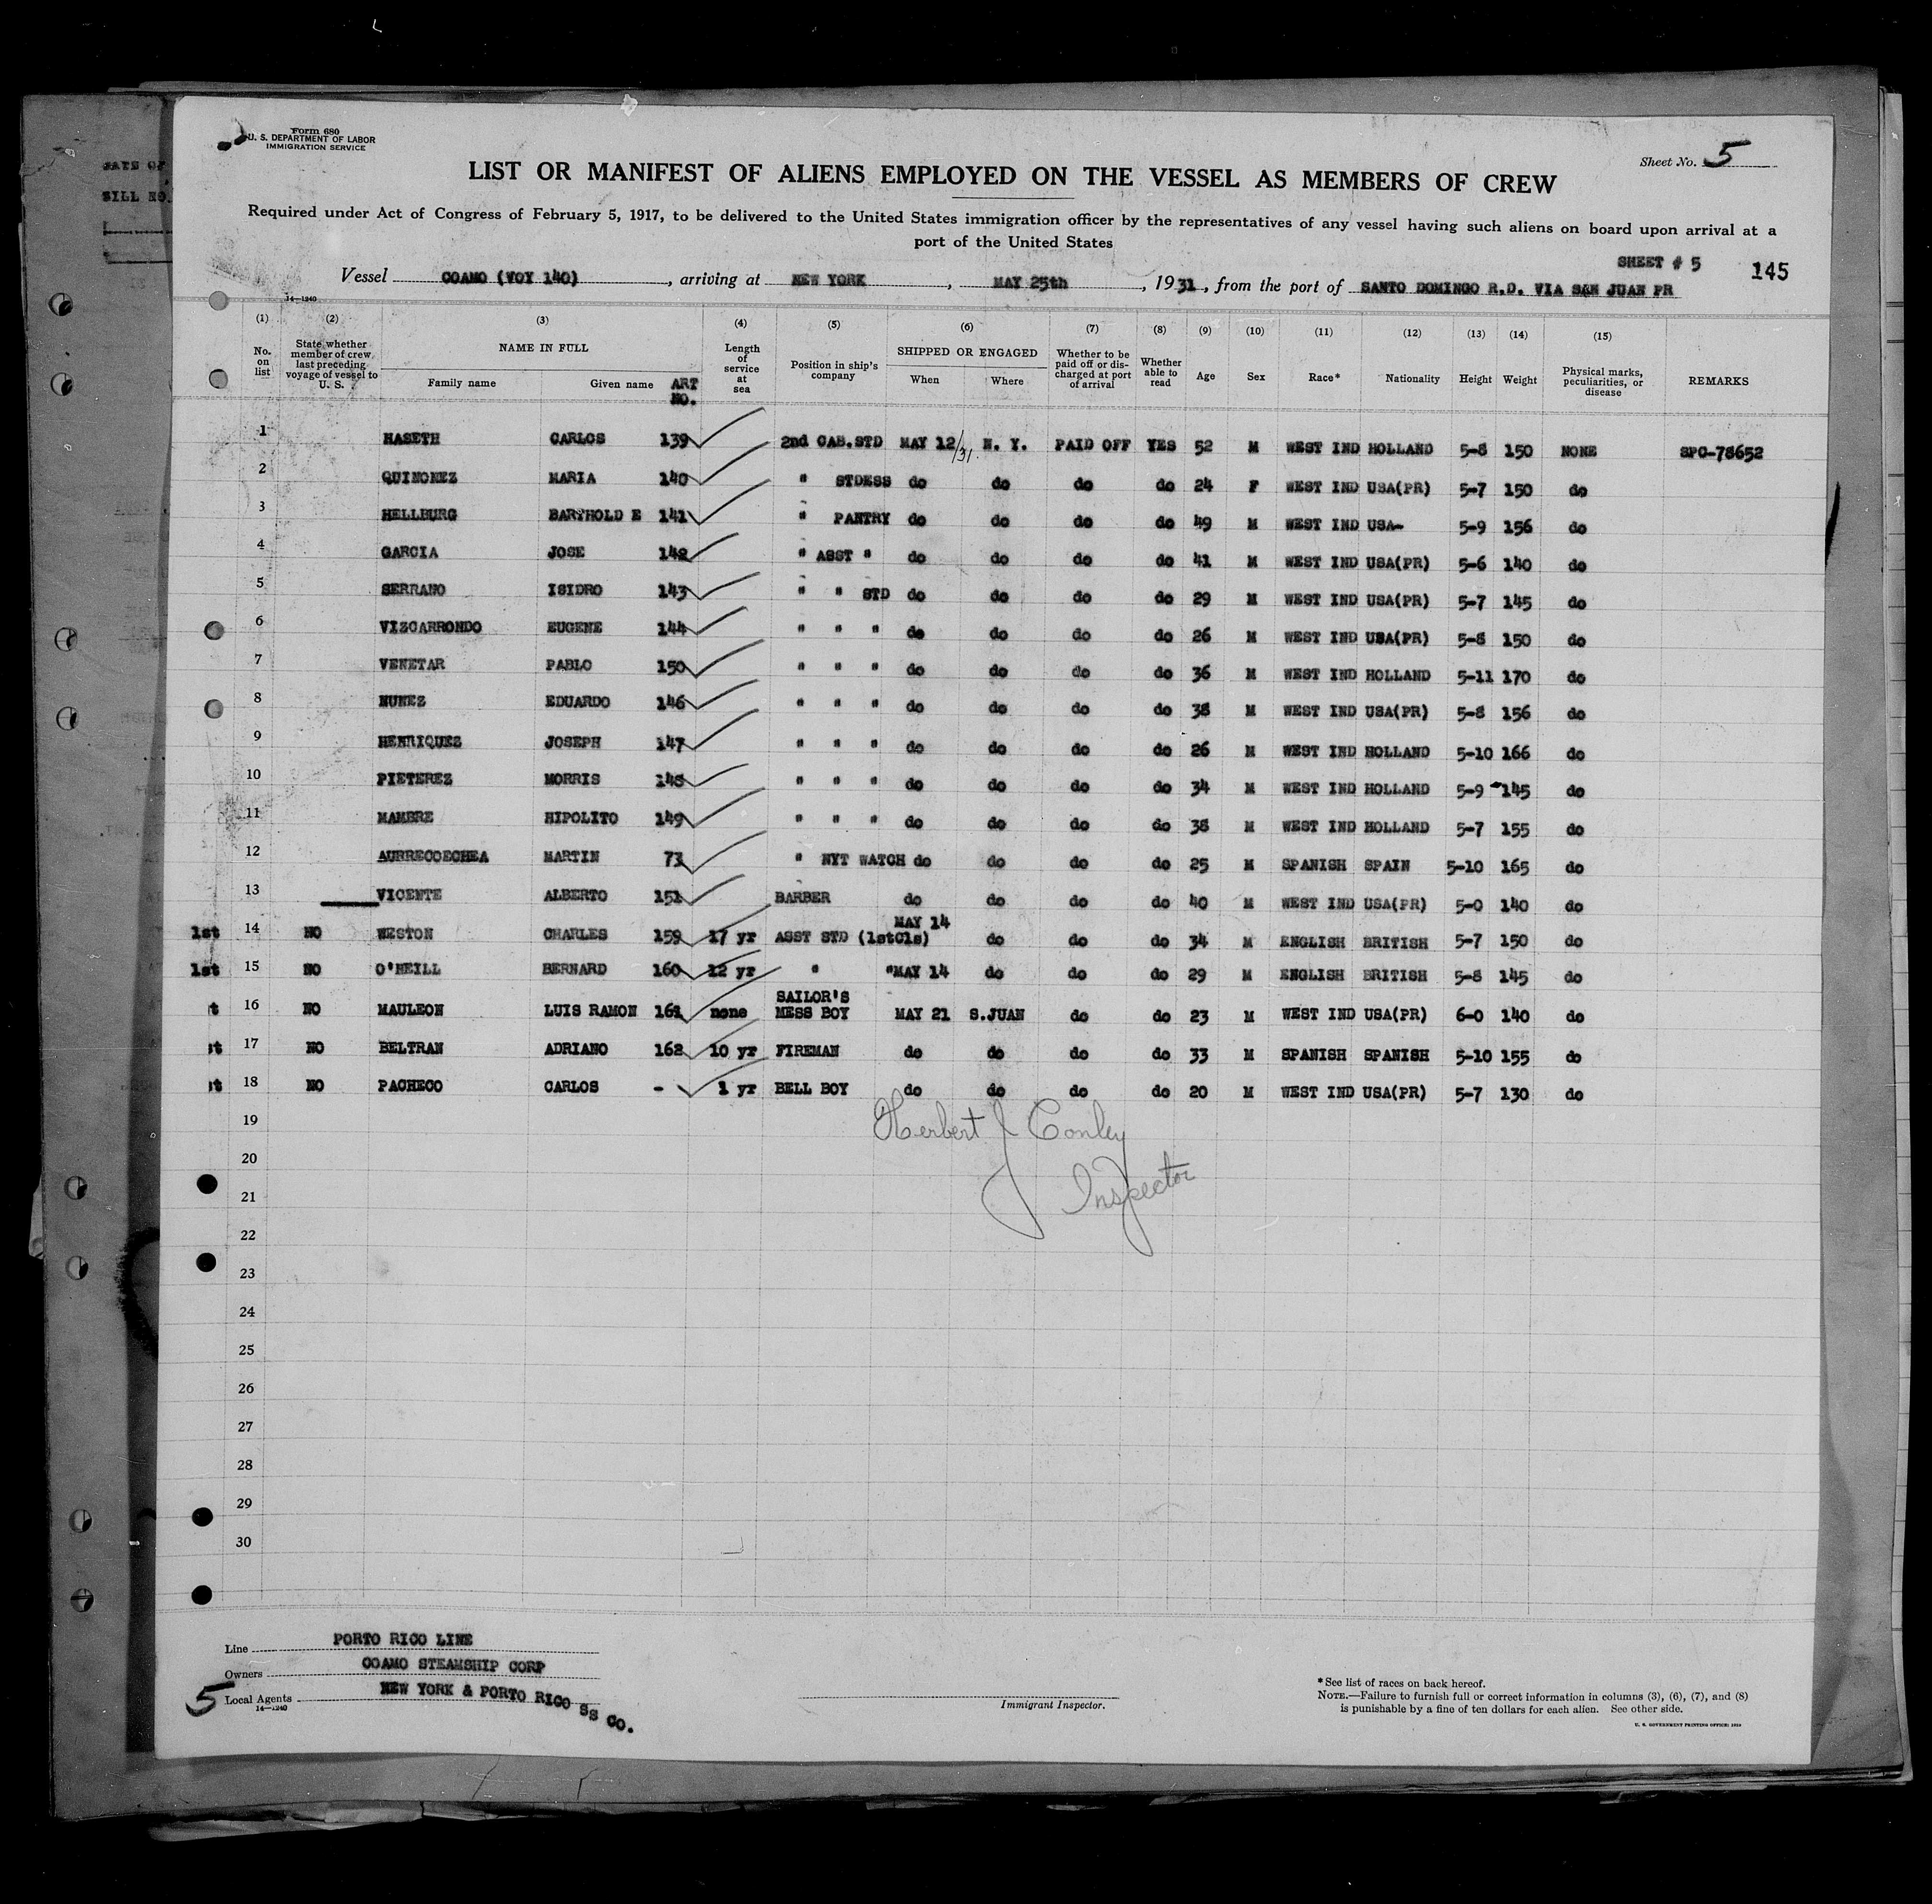 Form 680
U. S. DEPARTMENT OF LABOR
IMMIGRATION SERVICE
Sheet No. 5
LIST OR MANIFEST OF ALIENS EMPLOYED ON THE VESSEL AS MEMBERS OF CREW
Required under Act of Congress of February 5, 1917, to be delivered to the United States immigration officer by the representatives of any vessel having such aliens on board upon arrival at a
port of the United States
SHEET # 5 145
Vessel COAMO (VOY 140), arriving at NEW YORK, MAY 25th, 1931, from the port of SANTO DOMINGO R.D. VIA SAN JUAN PR
14—1240
(1) (2) (3) (4) (5) (6) (7) (8) (9) (10) (11) (12) (13) (14) (15)
No. on list State whether member of crew last preceding voyage of vessel to U. S. NAME IN FULL Family name Given name ART NO. Length of service at sea Position in ship's company SHIPPED OR ENGAGED When Where Whether to be paid off or discharged at port of arrival Whether able to read Age Sex Race* Nationality Height Weight Physical marks, peculiarities, or disease REMARKS
1 HASETH CARLOS 139 2nd CAB.STD MAY 12/31. N. Y. PAID OFF YES 52 M WEST IND HOLLAND 5-8 150 NONE SPC-78652
2 QUINONEZ MARIA 140 " STDESS do do do do 24 F WEST IND USA(PR) 5-7 150 do
3 HELLBURG BARTHOLD E 141 " PANTRY do do do do 49 M WEST IND USA- 5-9 156 do
4 GARCIA JOSE 142 " ASST " do do do do 41 M WEST IND USA(PR) 5-6 140 do
5 SERRANO ISIDRO 143 " " STD do do do do 29 M WEST IND USA(PR) 5-7 145 do
6 VIZCARRONDO EUGENE 144 " " " do do do do 26 M WEST IND USA(PR) 5-8 150 do
7 VENETAR PABLO 150 " " " do do do do 36 M WEST IND HOLLAND 5-11 170 do
8 NUNEZ EDUARDO 146 " " " do do do do 38 M WEST IND USA(PR) 5-8 156 do
9 HENRIQUEZ JOSEPH 147 " " " do do do do 26 M WEST IND HOLLAND 5-10 166 do
10 PIETEREZ MORRIS 148 " " " do do do do 34 M WEST IND HOLLAND 5-9 145 do
11 MAMBRE HIPOLITO 149 " " " do do do do 38 M WEST IND HOLLAND 5-7 155 do
12 AURRECOECHEA MARTIN 73 " NYT WATCH do do do do 25 M SPANISH SPAIN 5-10 165 do
13 VICENTE ALBERTO 151 BARBER do do do do 40 M WEST IND USA(PR) 5-0 140 do
1st 14 NO WESTON CHARLES 159 17 yr ASST STD (1stCls) MAY 14 do do do 34 M ENGLISH BRITISH 5-7 150 do
1st 15 NO O'NEILL BERNARD 160 12 yr " " MAY 14 do do do 29 M ENGLISH BRITISH 5-8 145 do
t 16 NO MAULEON LUIS RAMON 161 none SAILOR'S MESS BOY MAY 21 S.JUAN do do 23 M WEST IND USA(PR) 6-0 140 do
st 17 NO BELTRAN ADRIANO 162 10 yr FIREMAN do do do do 33 M SPANISH SPANISH 5-10 155 do
st 18 NO PACHECO CARLOS - 1 yr BELL BOY do do do do 20 M WEST IND USA(PR) 5-7 130 do
19
Herbert J Conley
20
Inspector
21
22
23
24
25
26
27
28
29
30
Line PORTO RICO LINE
Owners COAMO STEAMSHIP CORP
5 Local Agents NEW YORK & PORTO RICO SS CO.
14—1240
Immigrant Inspector.
* See list of races on back hereof.
NOTE.—Failure to furnish full or correct information in columns (3), (6), (7), and (8)
is punishable by a fine of ten dollars for each alien. See other side.